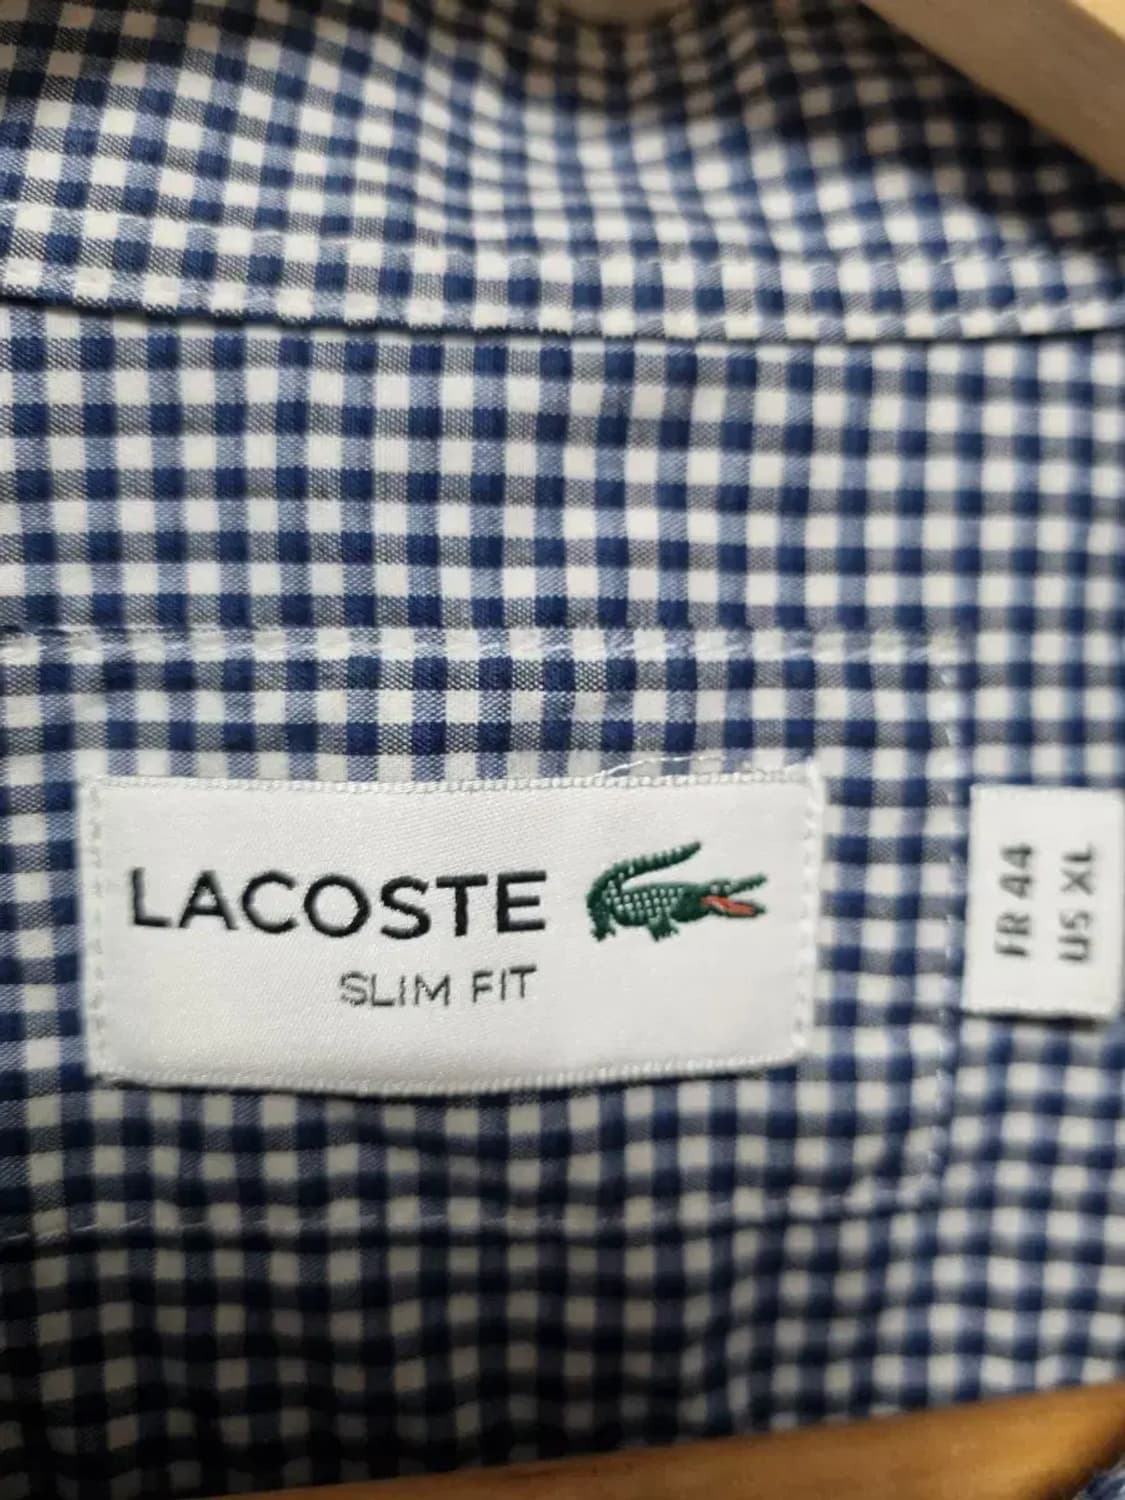 LACOSTE
SLIM FIT
FR 44
US XL